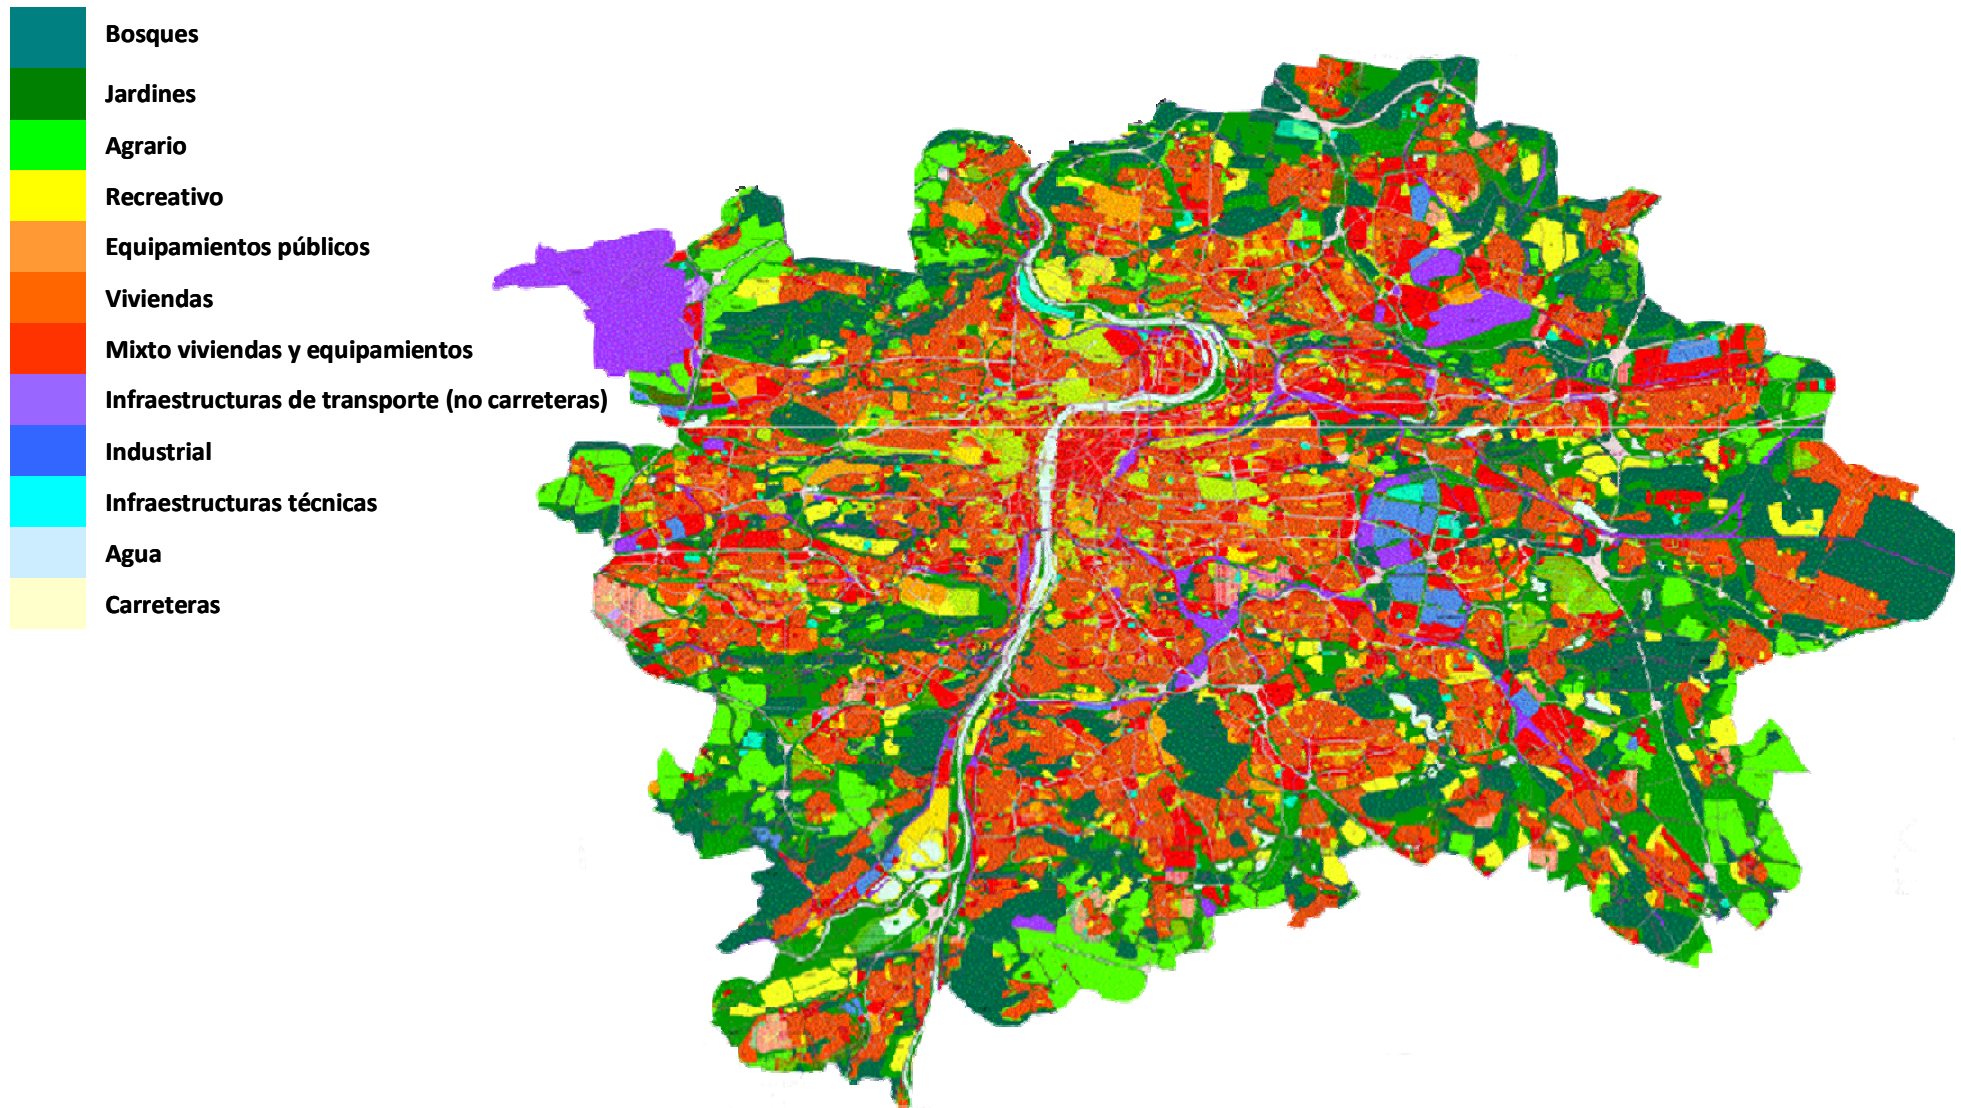 Bosques
Jardines
Agrario
Recreativo
Equipamientos públicos
Viviendas
Mixto viviendas y equipamientos
Infraestructuras de transporte (no carreteras)
Industrial
Infraestructuras técnicas
Agua
Carreteras